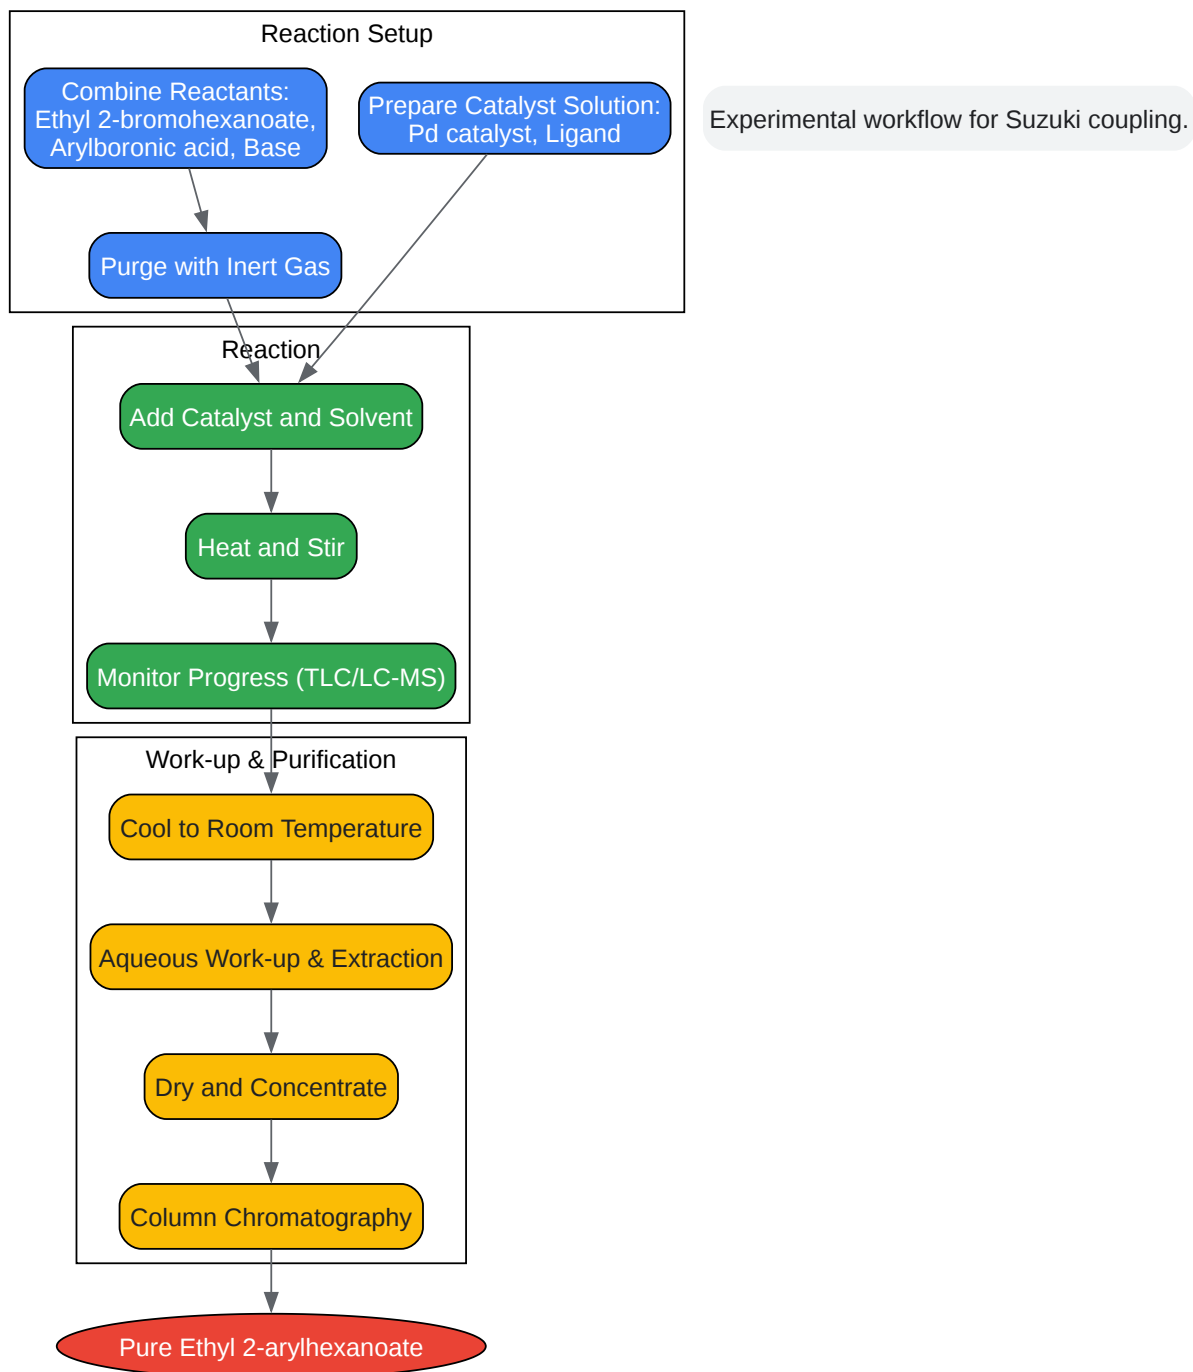 Reaction Setup
Combine Reactants:
Ethyl 2-bromohexanoate,
Arylboronic acid, Base
Prepare Catalyst Solution:
Pd catalyst, Ligand
Experimental workflow for Suzuki coupling.
Purge with Inert Gas
Reaction
Add Catalyst and Solvent
Heat and Stir
Monitor Progress (TLC/LC-MS)
Work-up & Purification
Cool to Room Temperature
Aqueous Work-up & Extraction
Dry and Concentrate
Column Chromatography
Pure Ethyl 2-arylhexanoate